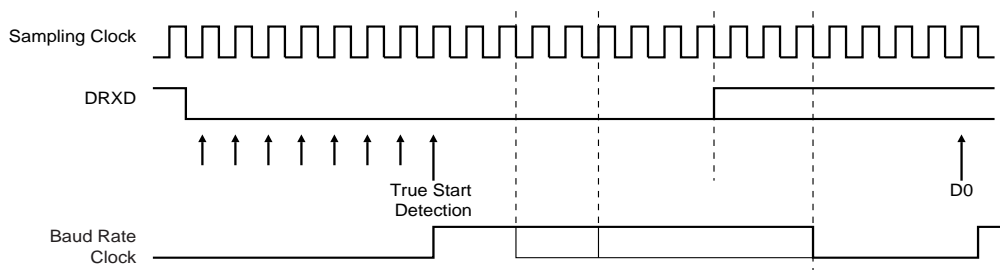 Sampling Clock
DRXD
True Start
Detection
D0
Baud Rate
Clock